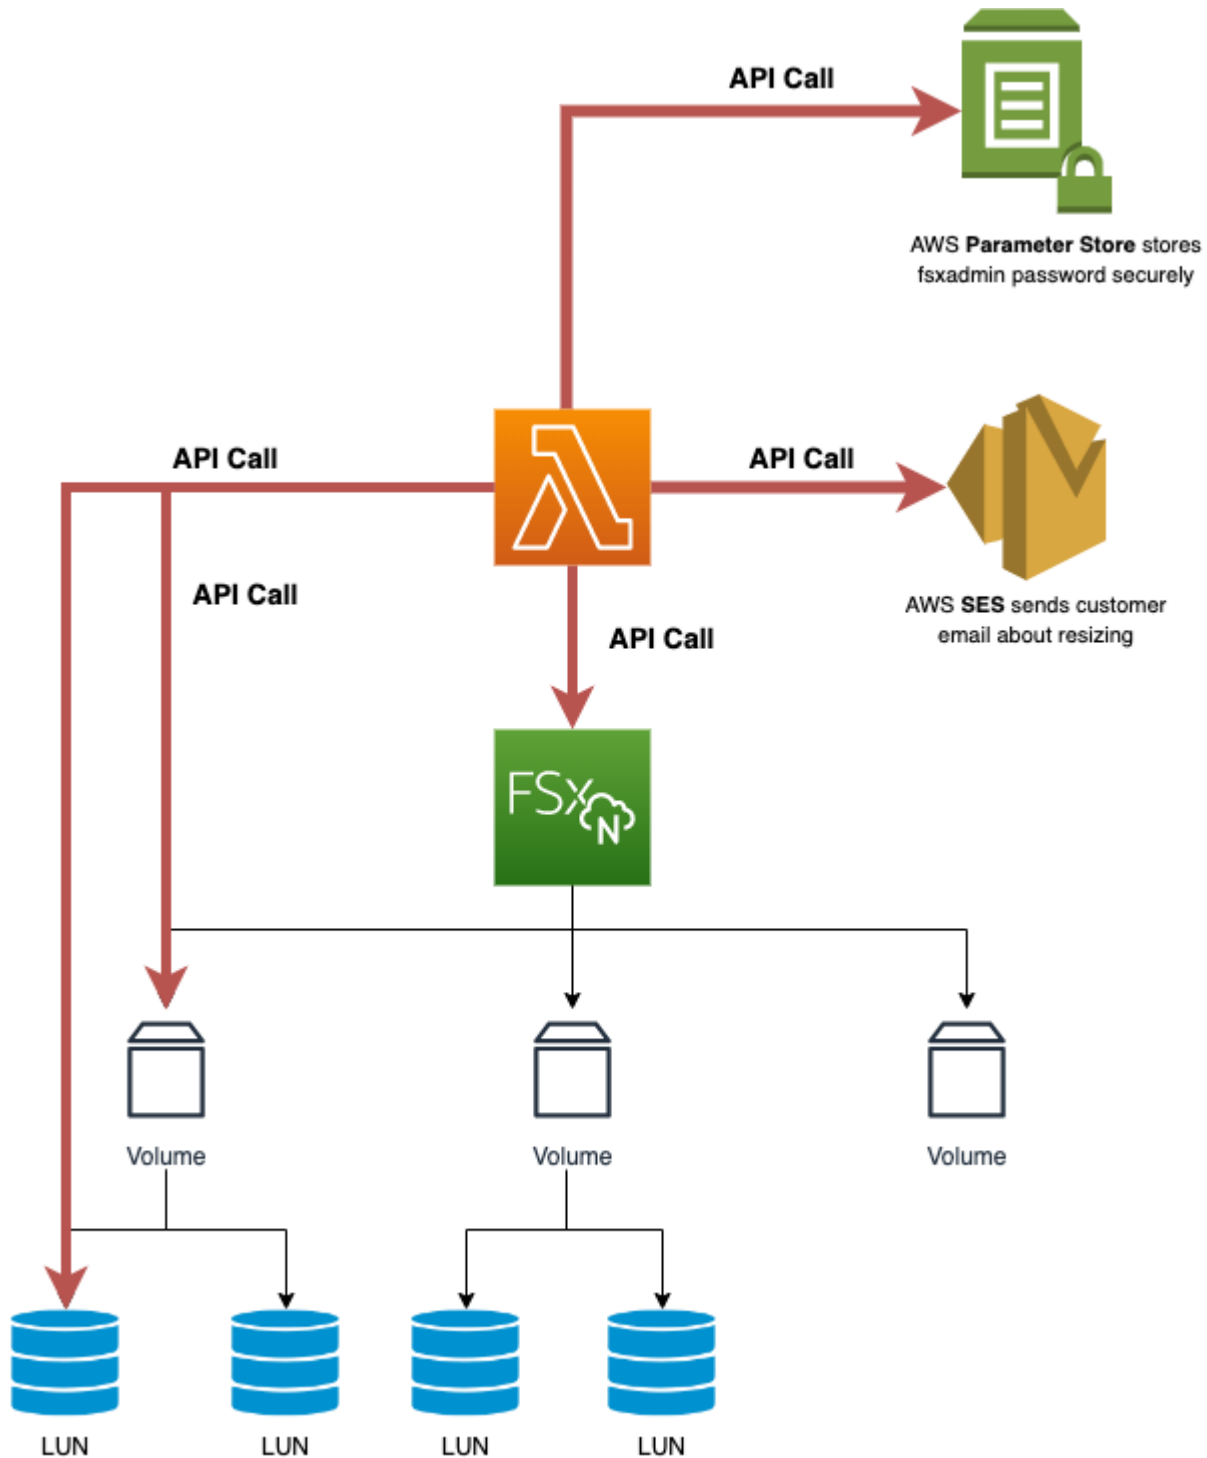 API Call
AWS Parameter Store stores
fsxadmin password securely
API Call
API Call
API Call
AWS SES sends customer
email about resizing
API Call
FSx
N
Volume
Volume
Volume
LUN
LUN
LUN
LUN